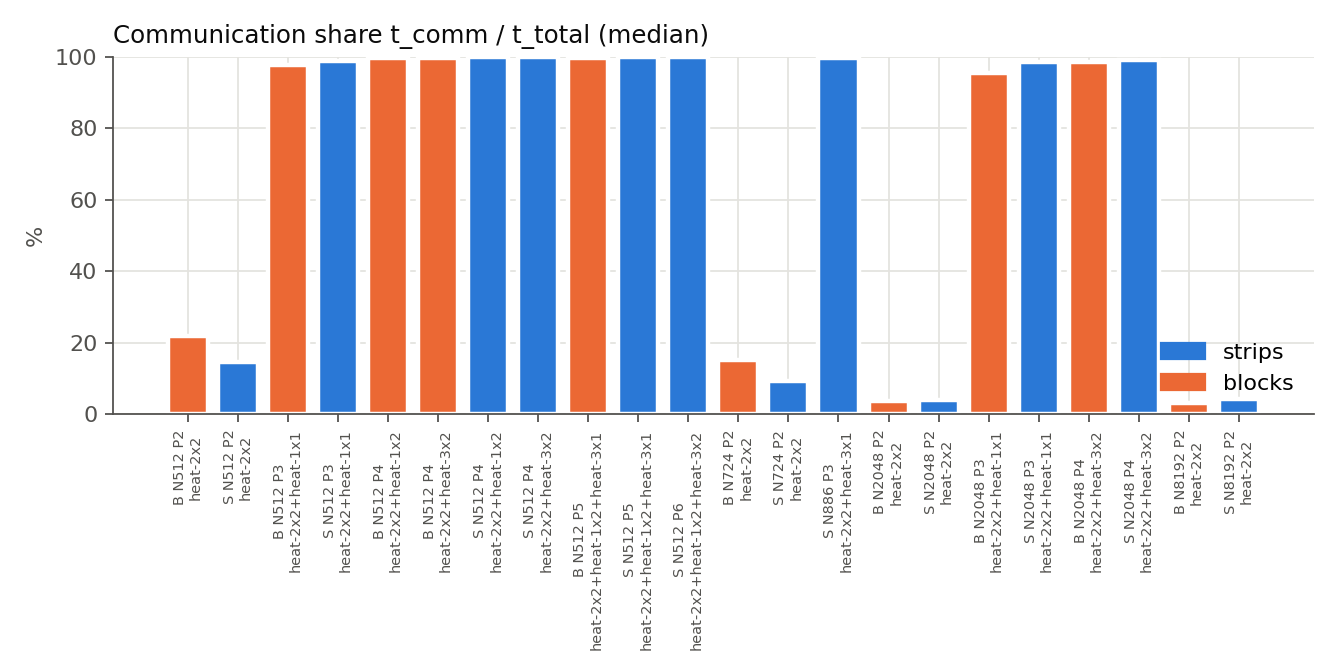 Communication share t_comm / t_total (median)
100
80
60
40
20
0
%
strips
blocks
B N512 P2
heat-2x2
S N512 P2
heat-2x2
B N512 P3
heat-2x2+heat-1x1
S N512 P3
heat-2x2+heat-1x1
B N512 P4
heat-2x2+heat-1x2
B N512 P4
heat-2x2+heat-3x2
S N512 P4
heat-2x2+heat-1x2
S N512 P4
heat-2x2+heat-3x2
B N512 P5
heat-2x2+heat-1x2+heat-3x1
S N512 P5
heat-2x2+heat-1x2+heat-3x1
S N512 P6
heat-2x2+heat-1x2+heat-3x2
B N724 P2
heat-2x2
S N724 P2
heat-2x2
S N886 P3
heat-2x2+heat-3x1
B N2048 P2
heat-2x2
S N2048 P2
heat-2x2
B N2048 P3
heat-2x2+heat-1x1
S N2048 P3
heat-2x2+heat-1x1
B N2048 P4
heat-2x2+heat-3x2
S N2048 P4
heat-2x2+heat-3x2
B N8192 P2
heat-2x2
S N8192 P2
heat-2x2